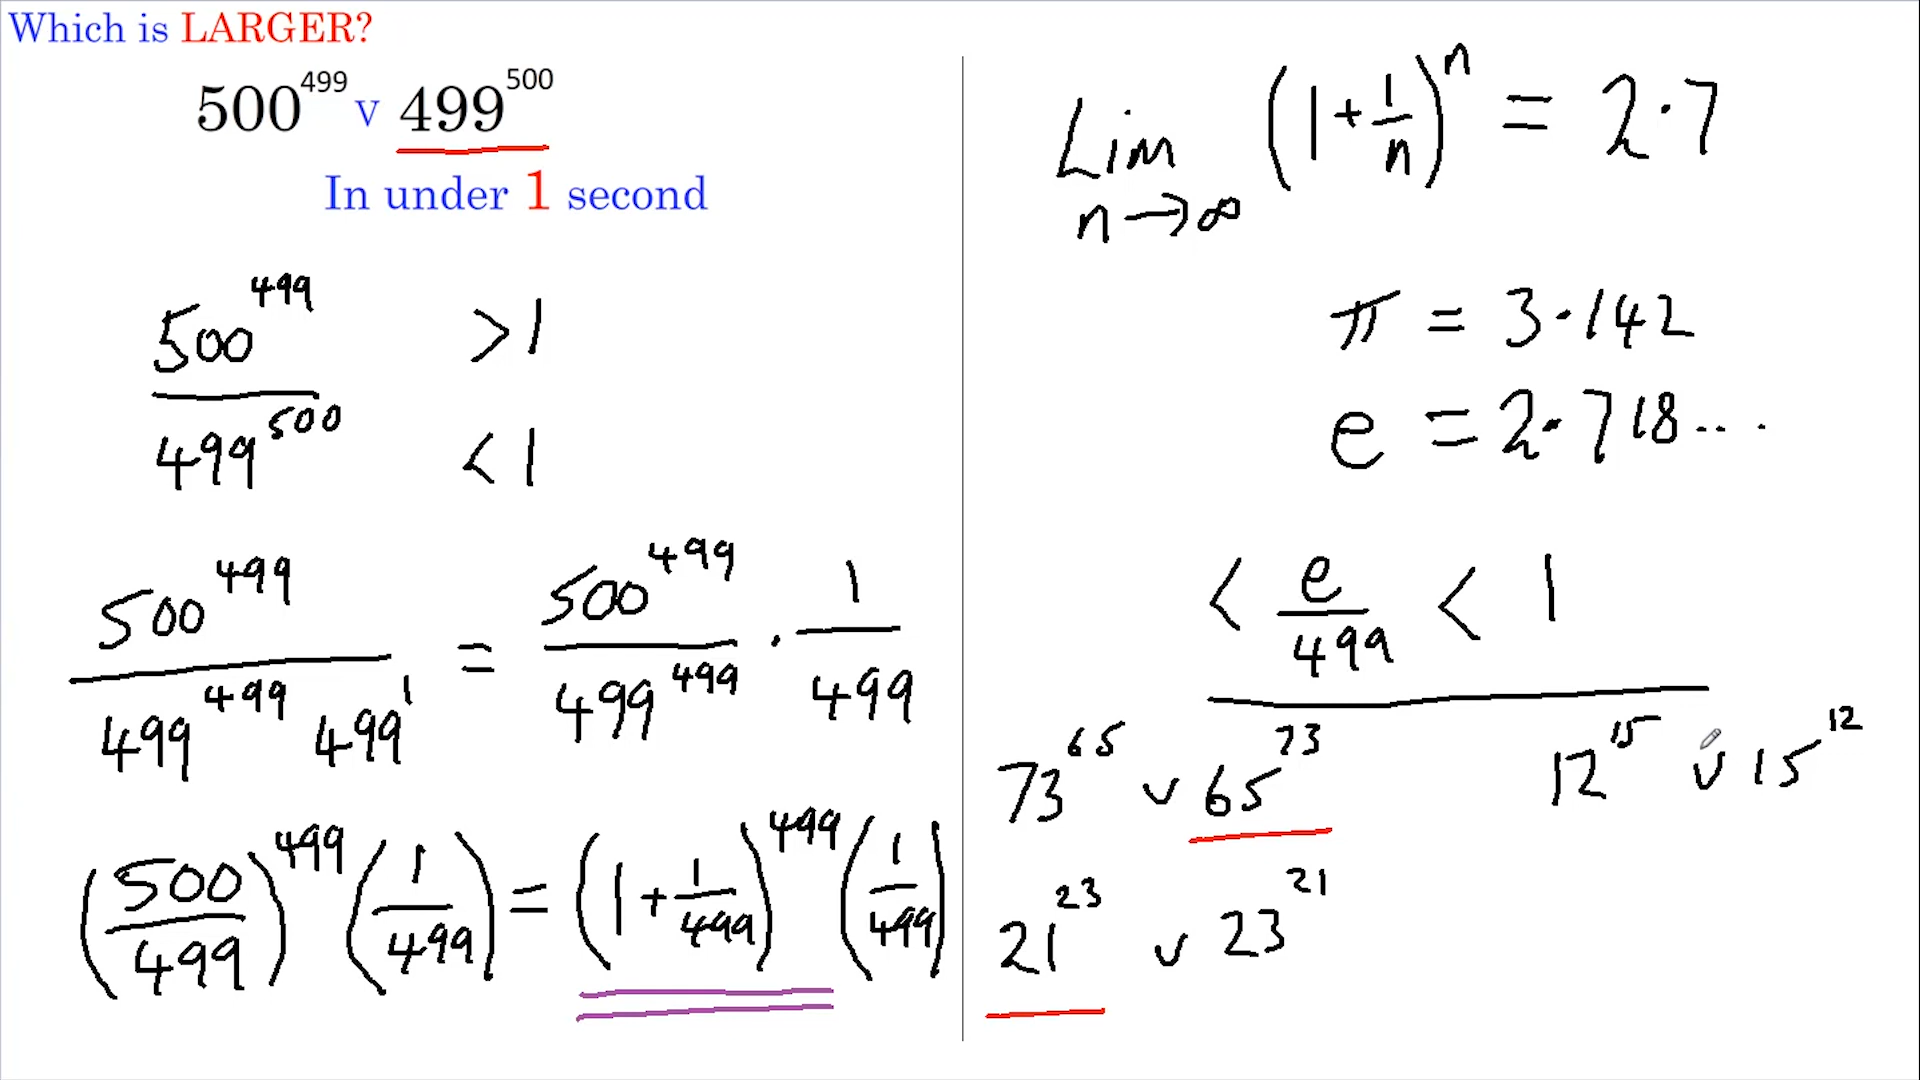 Which is LARGER?
500^499 v 499^500
In under 1 second
500^499 / 499^500 > 1
< 1
500^499 / 499^499 499^1 = 500^499 / 499^499 · 1 / 499
(500 / 499)^499 (1 / 499) = (1 + 1 / 499)^499 (1 / 499)
Lim n→∞ (1 + 1 / n)^n = 2·7
π = 3·142
e = 2·718....
< e / 499 < 1
73^65 v 65^73
12^15 v 15^12
21^23 v 23^21